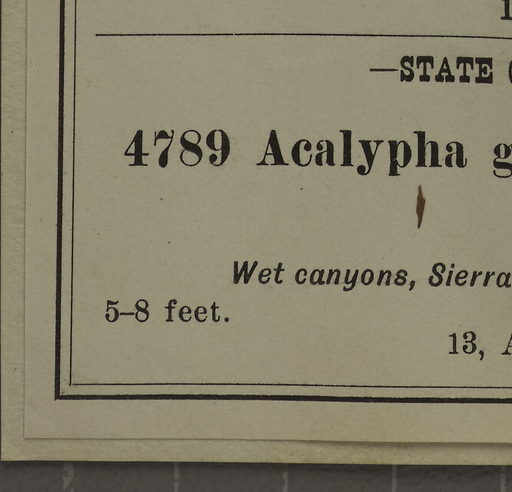 —STATE
4789 Acalypha g
Wet canyons, Sierra
5–8 feet.
13,